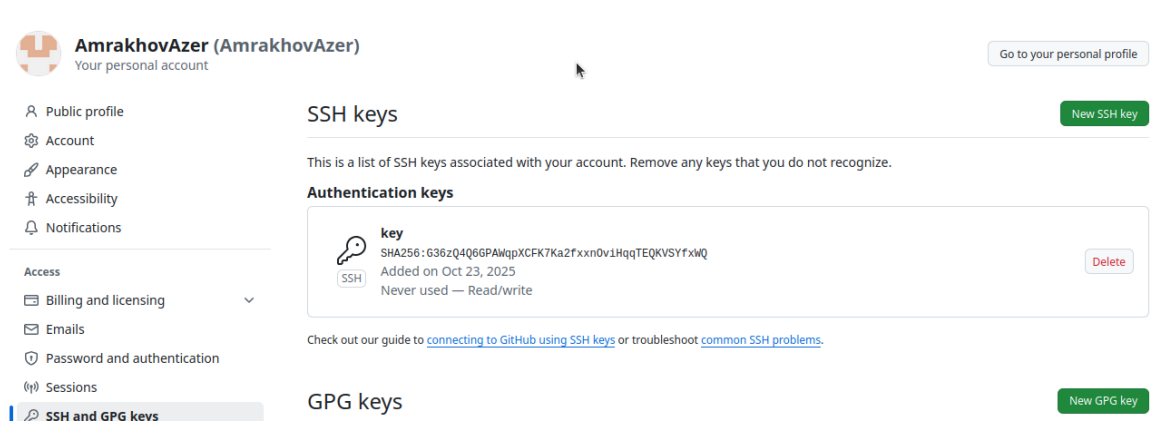 AmrakhovAzer (AmrakhovAzer)
Your personal account
Go to your personal profile
Public profile
Account
Appearance
Accessibility
Notifications
Access
Billing and licensing
Emails
Password and authentication
Sessions
SSH and GPG keys
SSH keys
New SSH key
This is a list of SSH keys associated with your account. Remove any keys that you do not recognize.
Authentication keys
key
SHA256:G36zQ4Q6GPAWqpXCFK7Ka2fxxnOviHqqTEQKVSYfxWQ
SSH
Added on Oct 23, 2025
Never used — Read/write
Delete
Check out our guide to connecting to GitHub using SSH keys or troubleshoot common SSH problems.
GPG keys
New GPG key